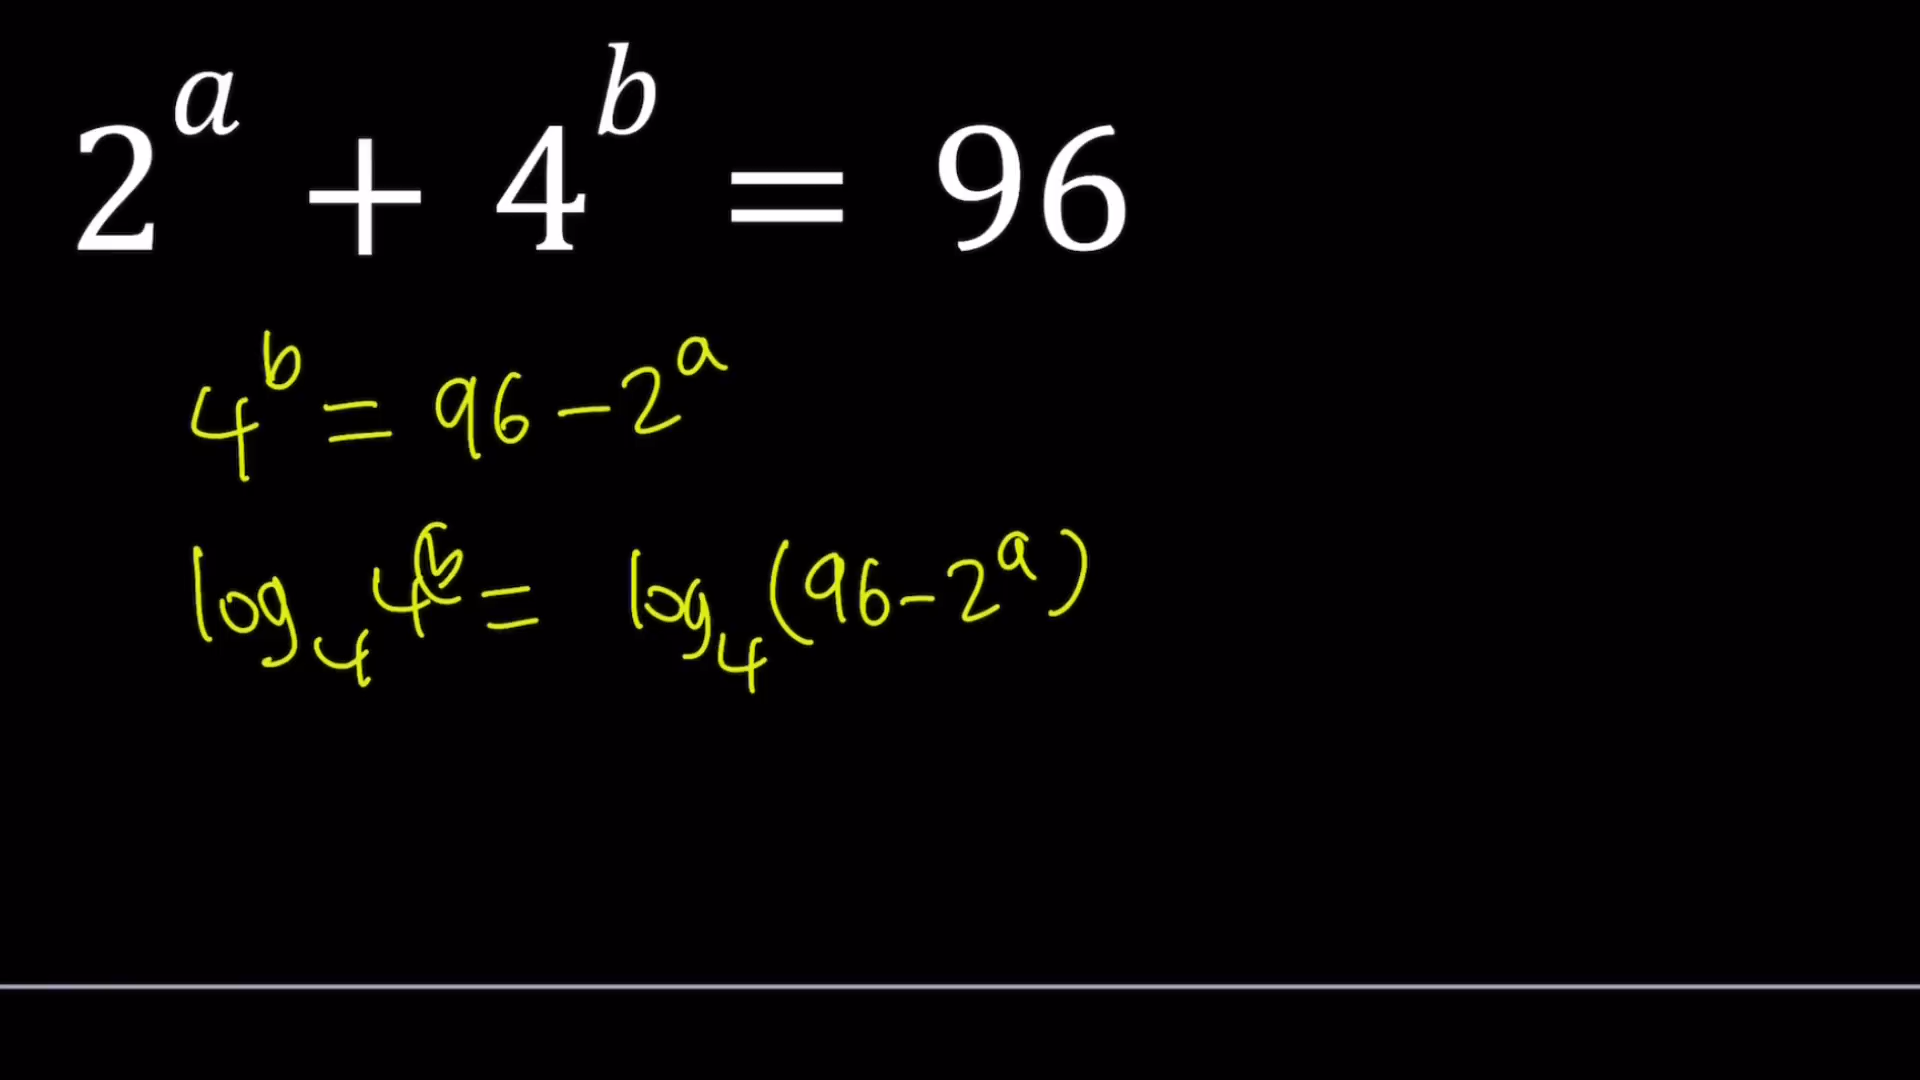 2^a + 4^b = 96
4^b = 96 - 2^a
log_4 4^b = log_4 (96 - 2^a)